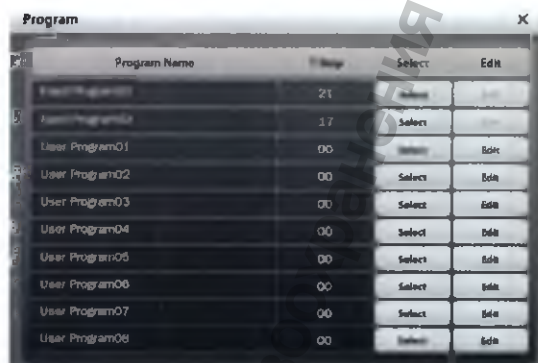 Program ×
Program Name Select Edit
21 Select
17 Select
User Program01 00 Select Edit
User Program02 00 Select Edit
User Program03 00 Select Edit
User Program04 00 Select Edit
User Program05 00 Select Edit
User Program06 00 Select Edit
User Program07 00 Select Edit
User Program08 00 Select Edit